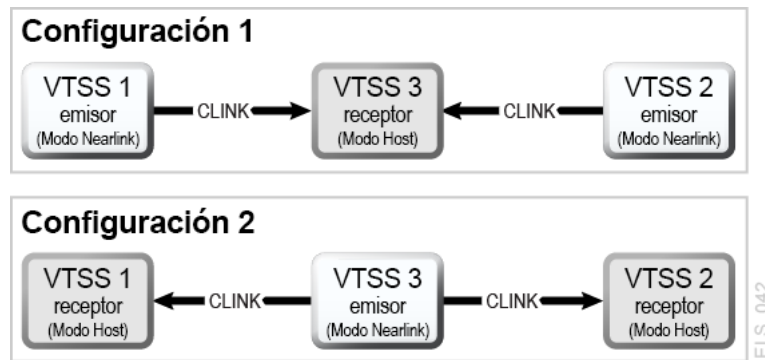 Configuración 1
VTSS 1
emisor
(Modo Nearlink)
CLINK
VTSS 3
receptor
(Modo Host)
CLINK
VTSS 2
emisor
(Modo Nearlink)
Configuración 2
VTSS 1
receptor
(Modo Host)
CLINK
VTSS 3
emisor
(Modo Nearlink)
CLINK
VTSS 2
receptor
(Modo Host)
ELS_042